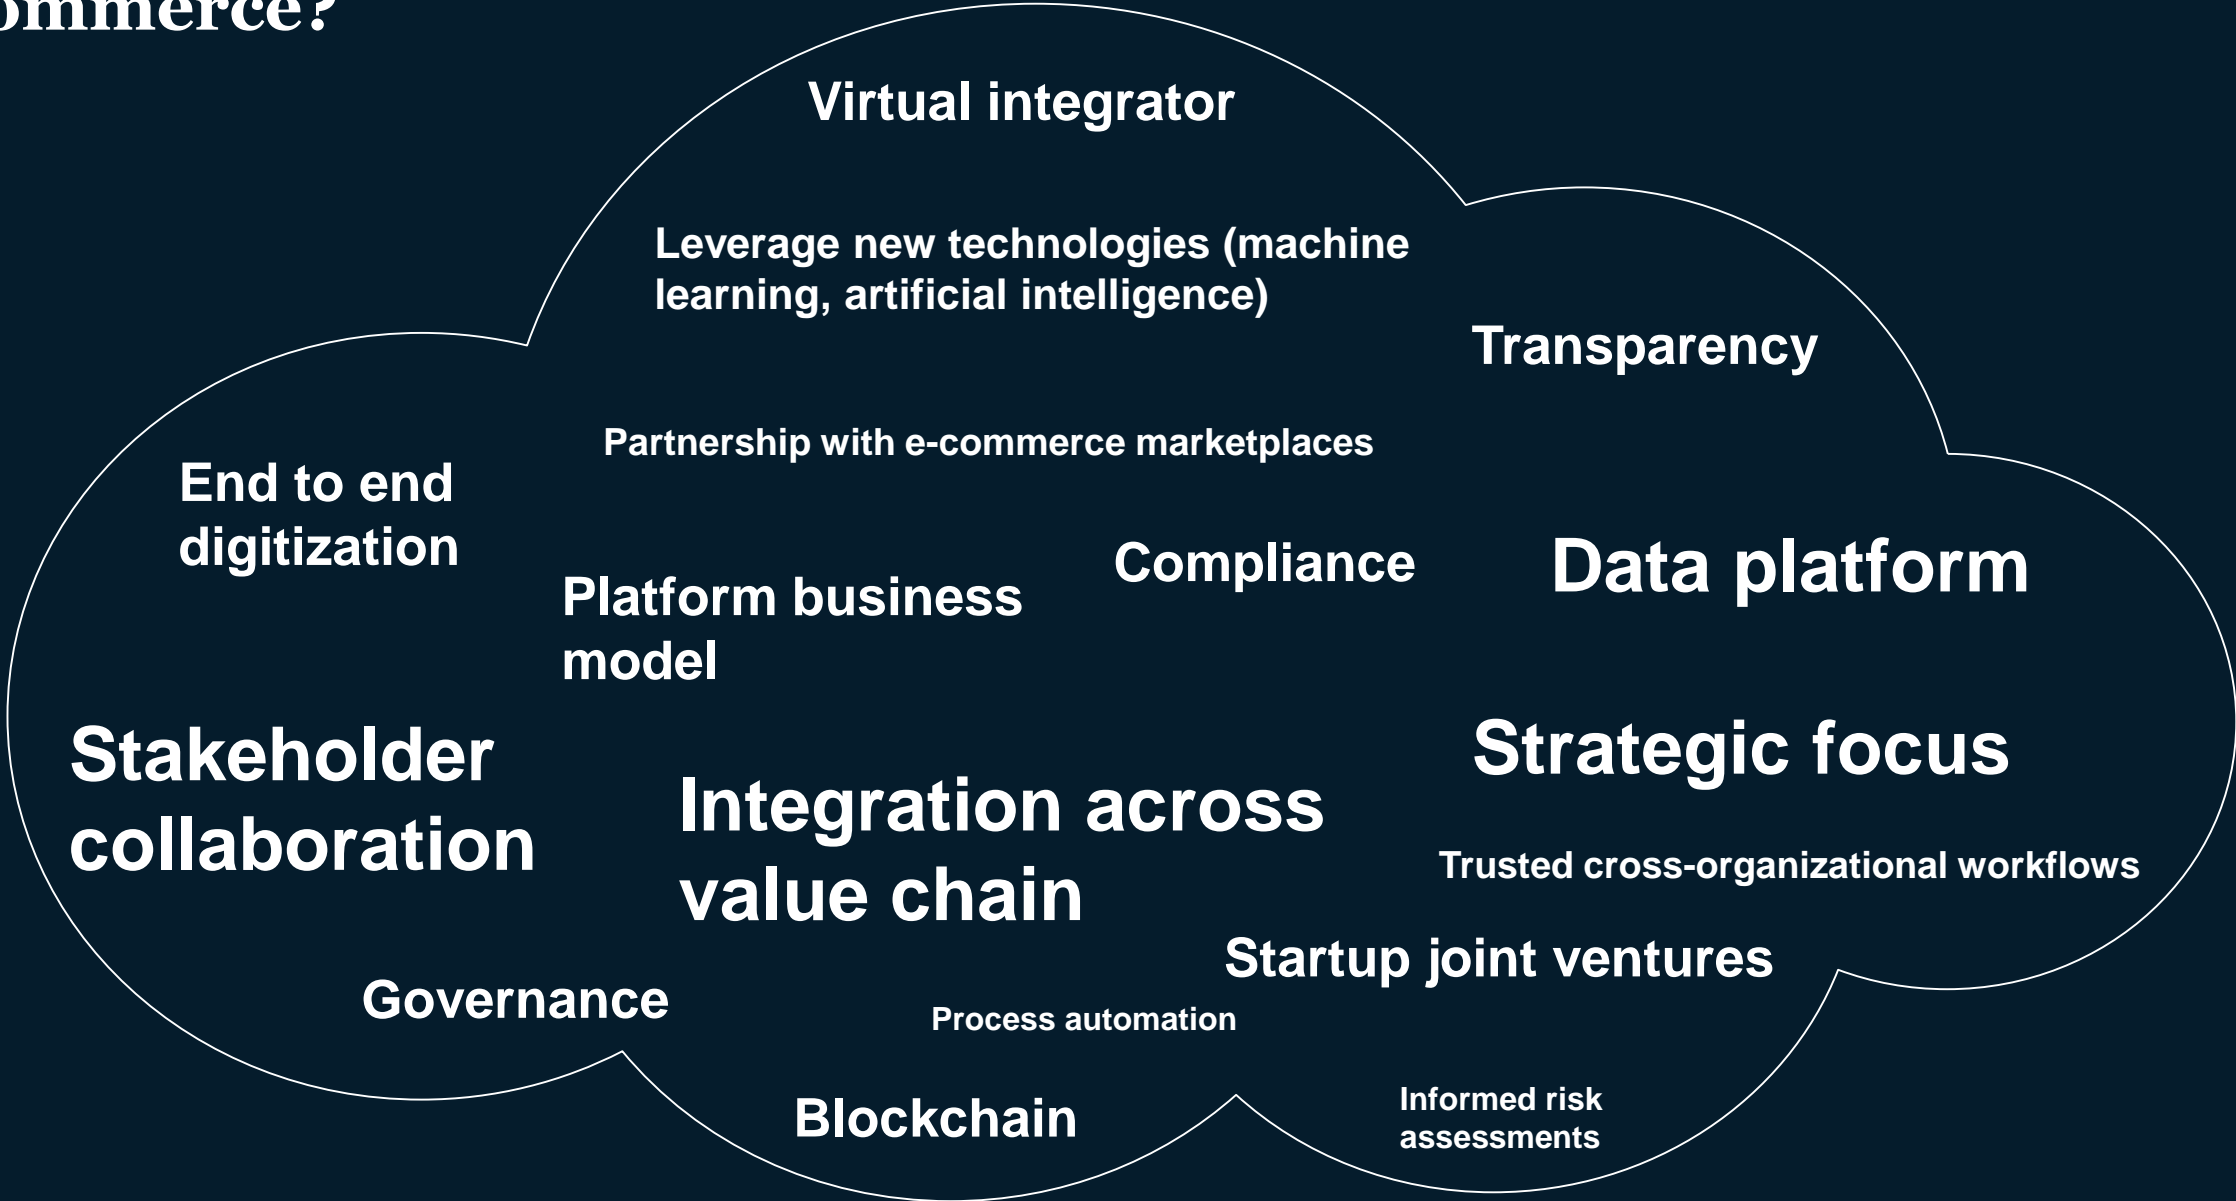 ommerce?
Virtual integrator
Leverage new technologies (machine
learning, artificial intelligence)
Transparency
Partnership with e-commerce marketplaces
End to end
digitization
Compliance
Data platform
Platform business
model
Stakeholder
collaboration
Strategic focus
Integration across
value chain
Trusted cross-organizational workflows
Startup joint ventures
Governance
Process automation
Blockchain
Informed risk
assessments